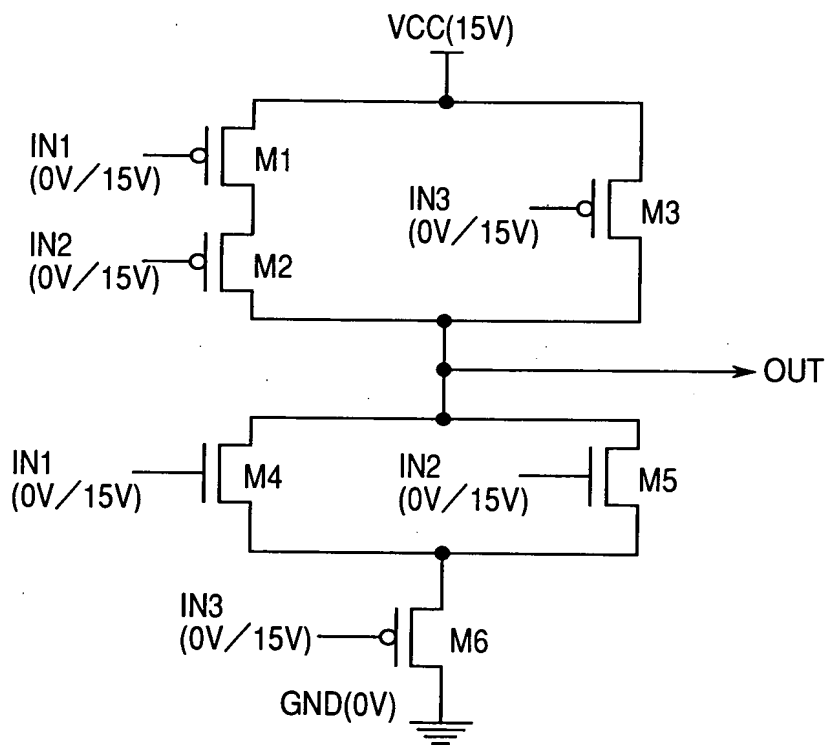 VCC(15V)
IN1
(0V/15V)
M1
IN3
(0V/15V)
M3
IN2
(0V/15V)
M2
OUT
IN1
(0V/15V)
M4
IN2
(0V/15V)
M5
IN3
(0V/15V)
M6
GND(0V)